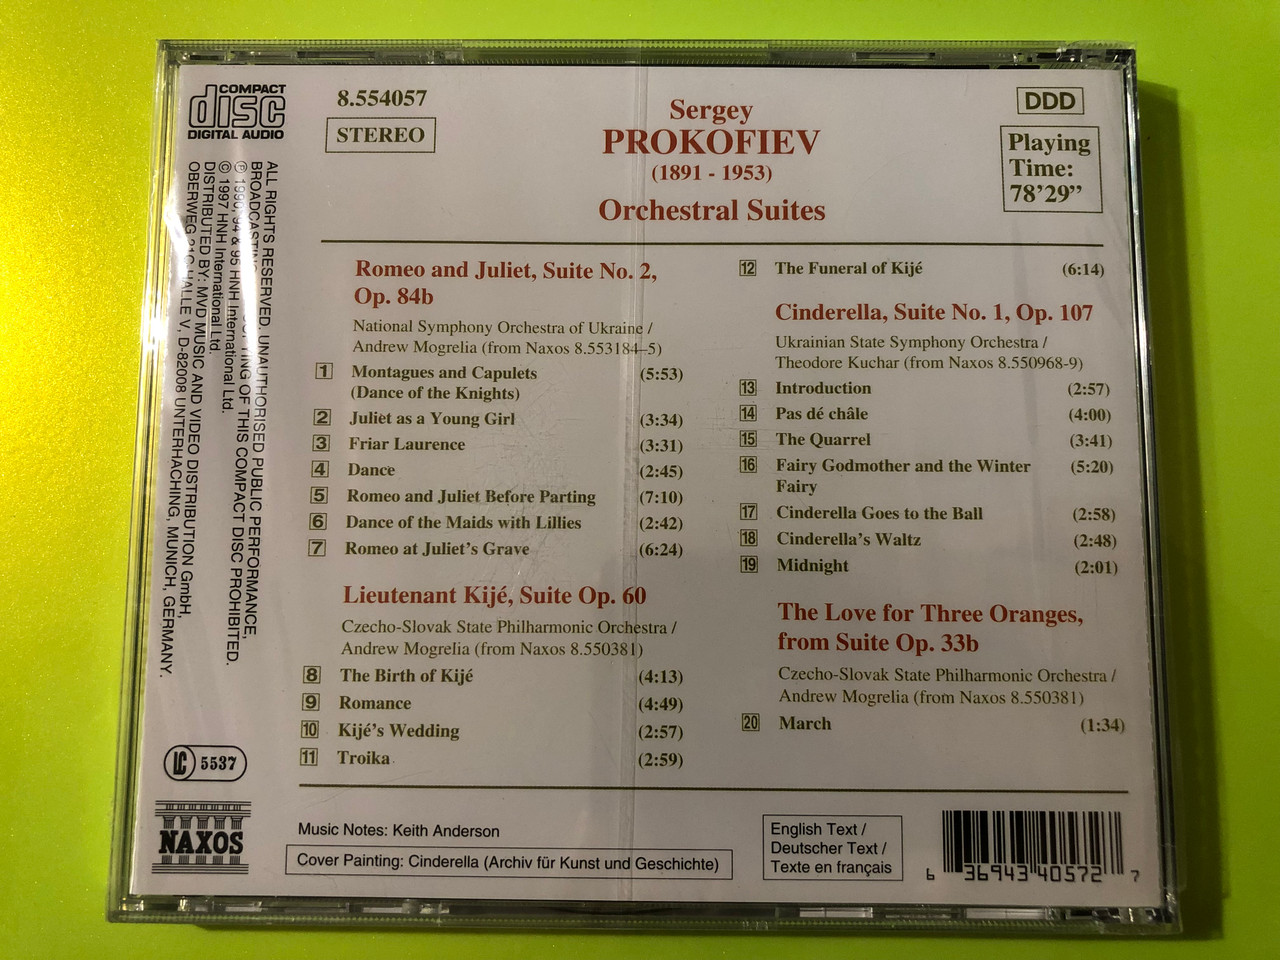 COMPACT
disc
DIGITAL AUDIO
8.554057
STEREO
Sergey
PROKOFIEV
(1891 - 1953)
Orchestral Suites
DDD
Playing
Time:
78’29”
Romeo and Juliet, Suite No. 2,
Op. 84b
National Symphony Orchestra of Ukraine /
Andrew Mogrelia (from Naxos 8.553184–5)
1 Montagues and Capulets (5:53)
(Dance of the Knights)
2 Juliet as a Young Girl (3:34)
3 Friar Laurence (3:31)
4 Dance (2:45)
5 Romeo and Juliet Before Parting (7:10)
6 Dance of the Maids with Lillies (2:42)
7 Romeo at Juliet’s Grave (6:24)
Lieutenant Kijé, Suite Op. 60
Czecho-Slovak State Philharmonic Orchestra /
Andrew Mogrelia (from Naxos 8.550381)
8 The Birth of Kijé (4:13)
9 Romance (4:49)
10 Kijé’s Wedding (2:57)
11 Troika (2:59)
12 The Funeral of Kijé (6:14)
Cinderella, Suite No. 1, Op. 107
Ukrainian State Symphony Orchestra /
Theodore Kuchar (from Naxos 8.550968-9)
13 Introduction (2:57)
14 Pas dé châle (4:00)
15 The Quarrel (3:41)
16 Fairy Godmother and the Winter (5:20)
Fairy
17 Cinderella Goes to the Ball (2:58)
18 Cinderella’s Waltz (2:48)
19 Midnight (2:01)
The Love for Three Oranges,
from Suite Op. 33b
Czecho-Slovak State Philharmonic Orchestra /
Andrew Mogrelia (from Naxos 8.550381)
20 March (1:34)
ALL RIGHTS RESERVED. UNAUTHORISED PUBLIC PERFORMANCE,
BROADCASTING OF THIS COMPACT DISC PROHIBITED.
℗ 1990, 94 & 95 HNH International Ltd.
© 1997 HNH International Ltd.
DISTRIBUTED BY: MVD MUSIC AND VIDEO DISTRIBUTION GmbH,
OBERWEG HALLE V, D-82008 UNTERHACHING, MUNICH, GERMANY.
LC 5537
NAXOS
Music Notes: Keith Anderson
Cover Painting: Cinderella (Archiv für Kunst und Geschichte)
English Text /
Deutscher Text /
Texte en français
6 36943 40572 7